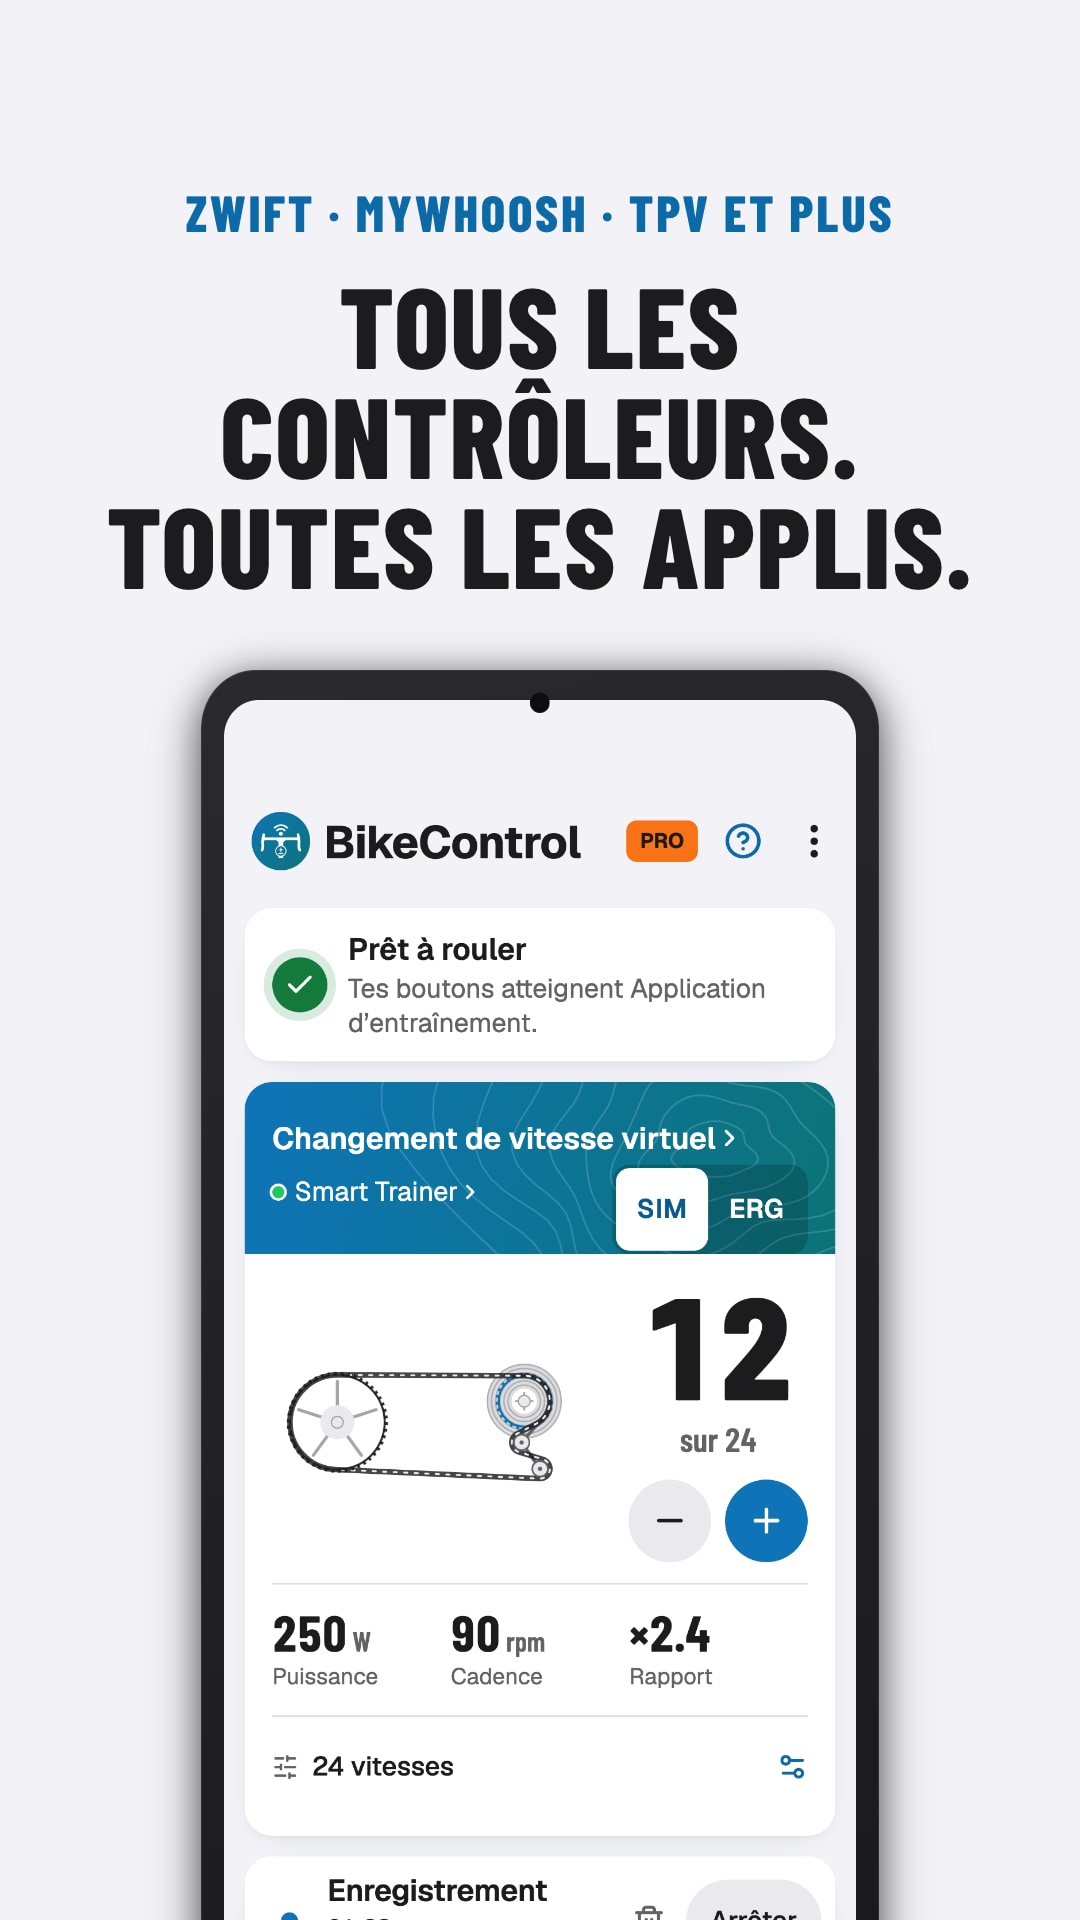 ZWIFT · MYWHOOSH · TPV ET PLUS
TOUS LES
CONTRÔLEURS.
TOUTES LES APPLIS.
BikeControl
PRO
Prêt à rouler
Tes boutons atteignent Application
d’entraînement.
Changement de vitesse virtuel
Smart Trainer
SIM
ERG
12
sur 24
250 W
Puissance
90 rpm
Cadence
×2.4
Rapport
24 vitesses
Enregistrement
Arrêter